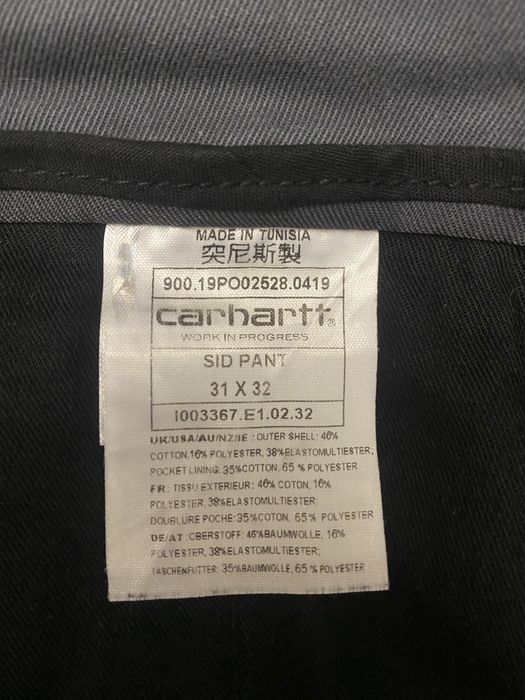 MADE IN TUNISIA
突尼斯製
900.19PO02528.0419
carhartt®
WORK IN PROGRESS
SID PANT
31 X 32
I003367.E1.02.32
UK/USA/AU/NZ/IE :OUTER SHELL: 46%
COTTON,16% POLYESTER, 38%ELASTOMULTIESTER;
POCKET LINING: 35%COTTON, 65 % POLYESTER
FR: TISSU EXTERIEUR: 46% COTON, 16%
POLYESTER, 38%ELASTOMULTIESTER;
DOUBLURE POCHE:35%COTON, 65% POLYESTER
DE/AT :CBERSTOFF: 46%BAUMWOLLE, 16%
POLYESTER, 38%ELASTOMULTIESTER;
TASCHENFUTTER: 35%BAUMWOLLE, 65 % POLYESTER